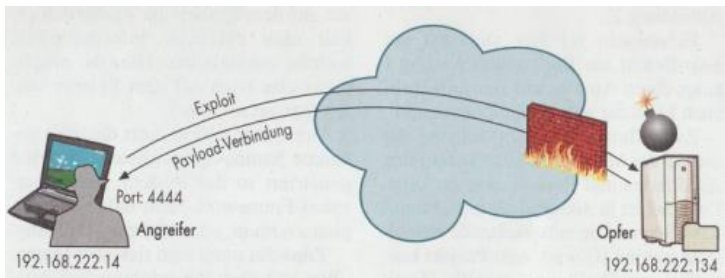 Exploit
Payload-Verbindung
Port: 4444
Angreifer
192.168.222.14
Opfer
192.168.222.134